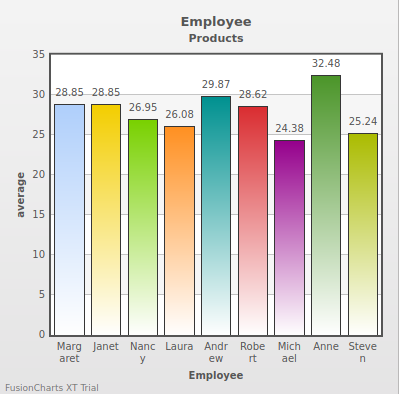 Employee
Products
35
30
25
20
15
10
5
0
average
28.85
28.85
26.95
26.08
29.87
28.62
24.38
32.48
25.24
Marg
aret
Janet
Nanc
y
Laura
Andr
ew
Robe
rt
Mich
ael
Anne
Steve
n
Employee
FusionCharts XT Trial